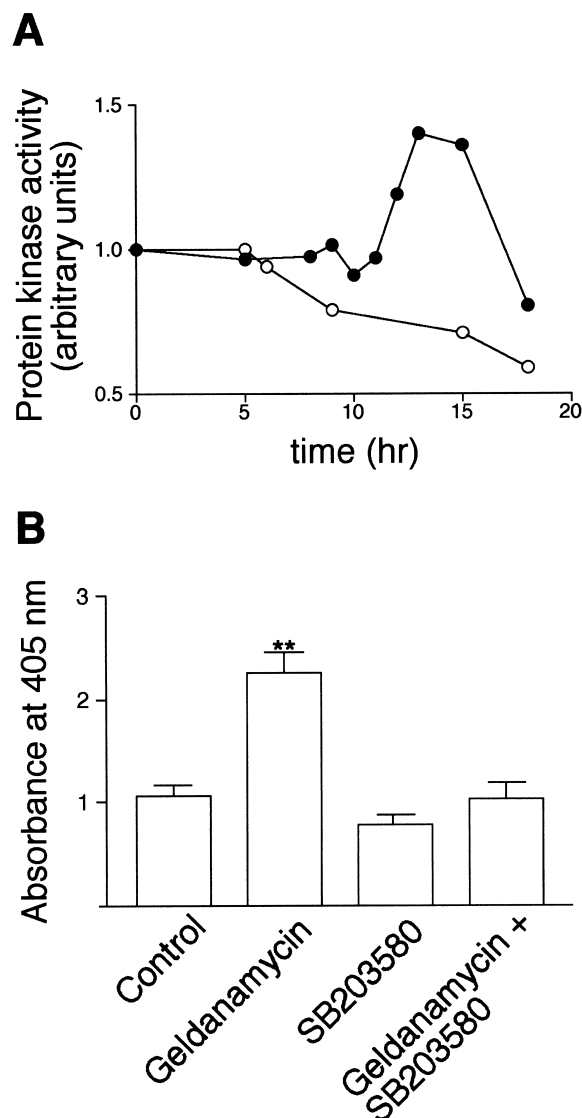 A
Protein kinase activity
(arbitrary units)
1.5
1.0
0.5
0 5 10 15 20
time (hr)
B
Absorbance at 405 nm
3
2
1
**
Control
Geldanamycin
SB203580
Geldanamycin +
SB203580